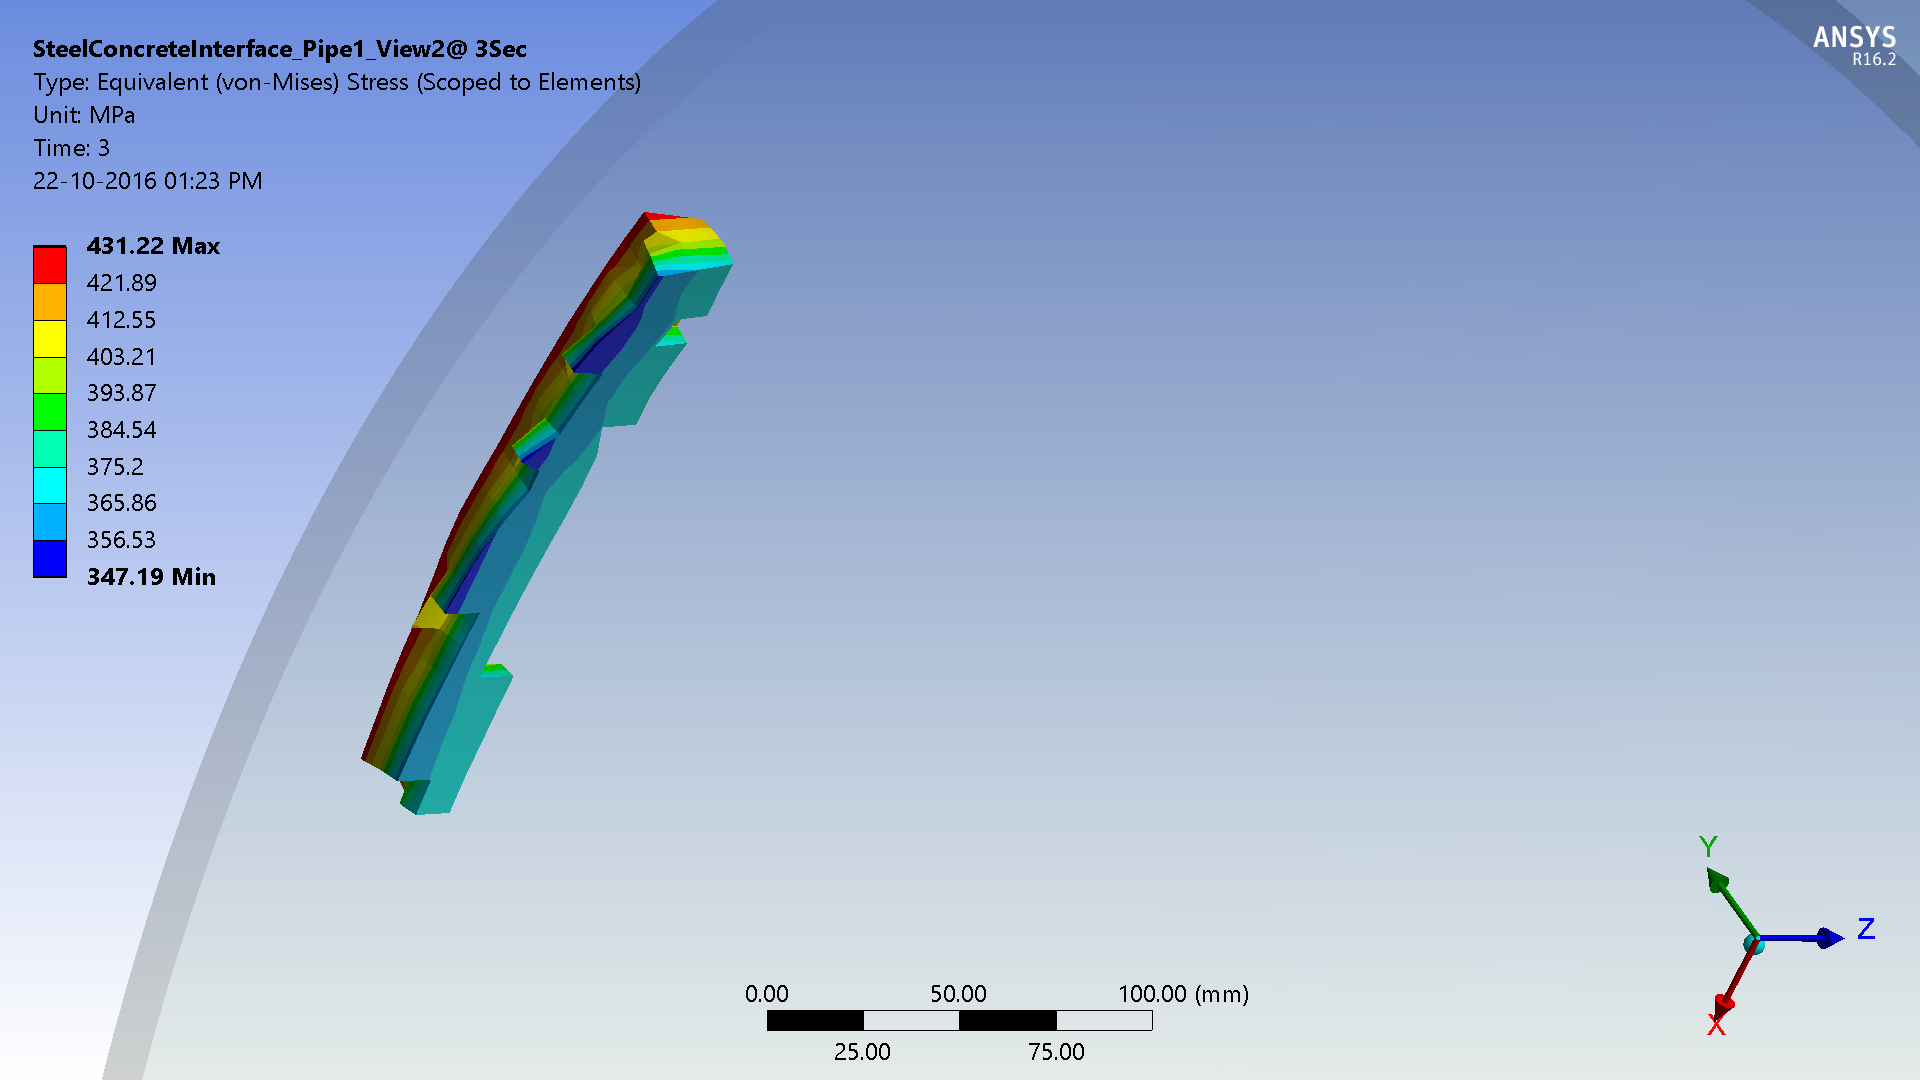 SteelConcreteInterface_Pipe1_View2@ 3Sec
Type: Equivalent (von-Mises) Stress (Scoped to Elements)
Unit: MPa
Time: 3
22-10-2016 01:23 PM
ANSYS
R16.2
431.22 Max
421.89
412.55
403.21
393.87
384.54
375.2
365.86
356.53
347.19 Min
Y
Z
X
0.00 50.00 100.00 (mm)
25.00 75.00